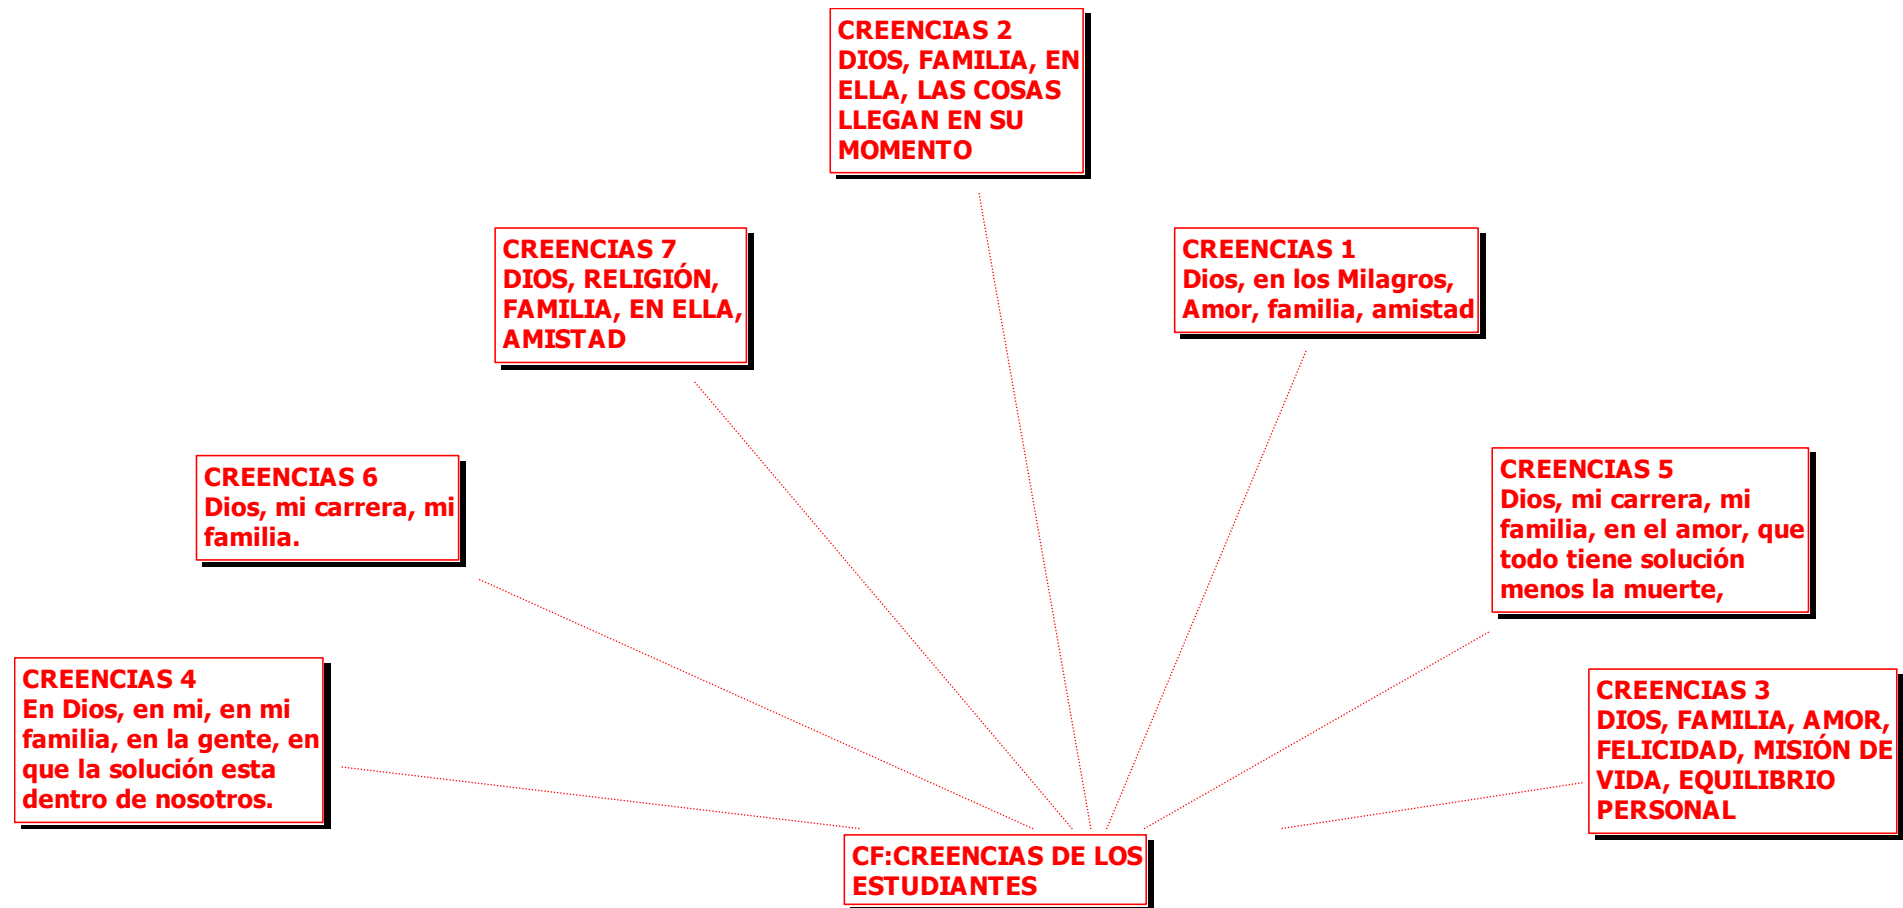 CREENCIAS 2
DIOS, FAMILIA, EN
ELLA, LAS COSAS
LLEGAN EN SU
MOMENTO
CREENCIAS 7
DIOS, RELIGIÓN,
FAMILIA, EN ELLA,
AMISTAD
CREENCIAS 1
Dios, en los Milagros,
Amor, familia, amistad
CREENCIAS 6
Dios, mi carrera, mi
familia.
CREENCIAS 5
Dios, mi carrera, mi
familia, en el amor, que
todo tiene solución
menos la muerte,
CREENCIAS 4
En Dios, en mi, en mi
familia, en la gente, en
que la solución esta
dentro de nosotros.
CREENCIAS 3
DIOS, FAMILIA, AMOR,
FELICIDAD, MISIÓN DE
VIDA, EQUILIBRIO
PERSONAL
CF:CREENCIAS DE LOS
ESTUDIANTES